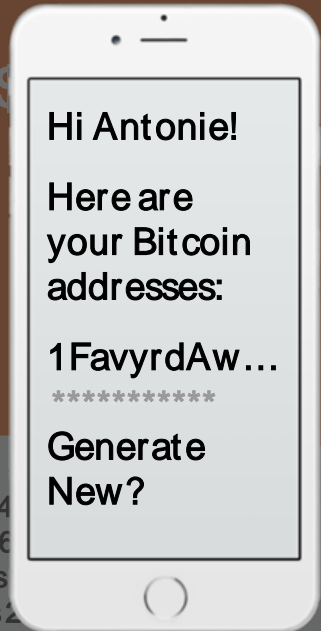 Hi Antonie!
Here are
your Bitcoin
addresses:
1FavyrdAw...
***********
Generate
New?